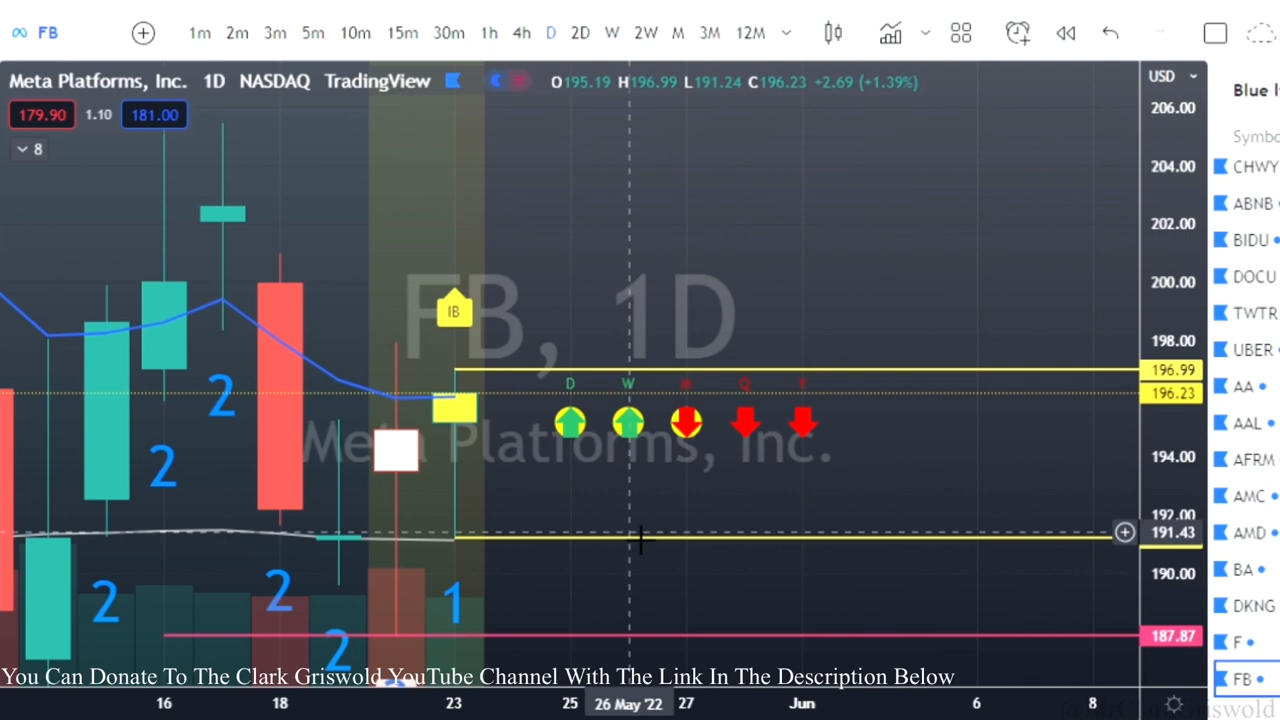 FB 1m 2m 3m 5m 10m 15m 30m 1h 4h D 2D W 2W M 3M 12M
Meta Platforms, Inc. 1D NASDAQ TradingView O195.19 H196.99 L191.24 C196.23 +2.69 (+1.39%)
USD
179.90 1.10 181.00
8
206.00
204.00
202.00
200.00
198.00
196.99
196.23
194.00
192.00
191.43
190.00
187.87
FB, 1D
Meta Platforms, Inc.
IB
D W M Q Y
2
2
2
2
2
1
You Can Donate To The Clark Griswold YouTube Channel With The Link In The Description Below
16 18 23 25 26 May '22 27 Jun 6 8
Blue
Symbo
CHWY
ABNB
BIDU
DOCU
TWTR
UBER
AA
AAL
AFRM
AMC
AMD
BA
DKNG
F
FB